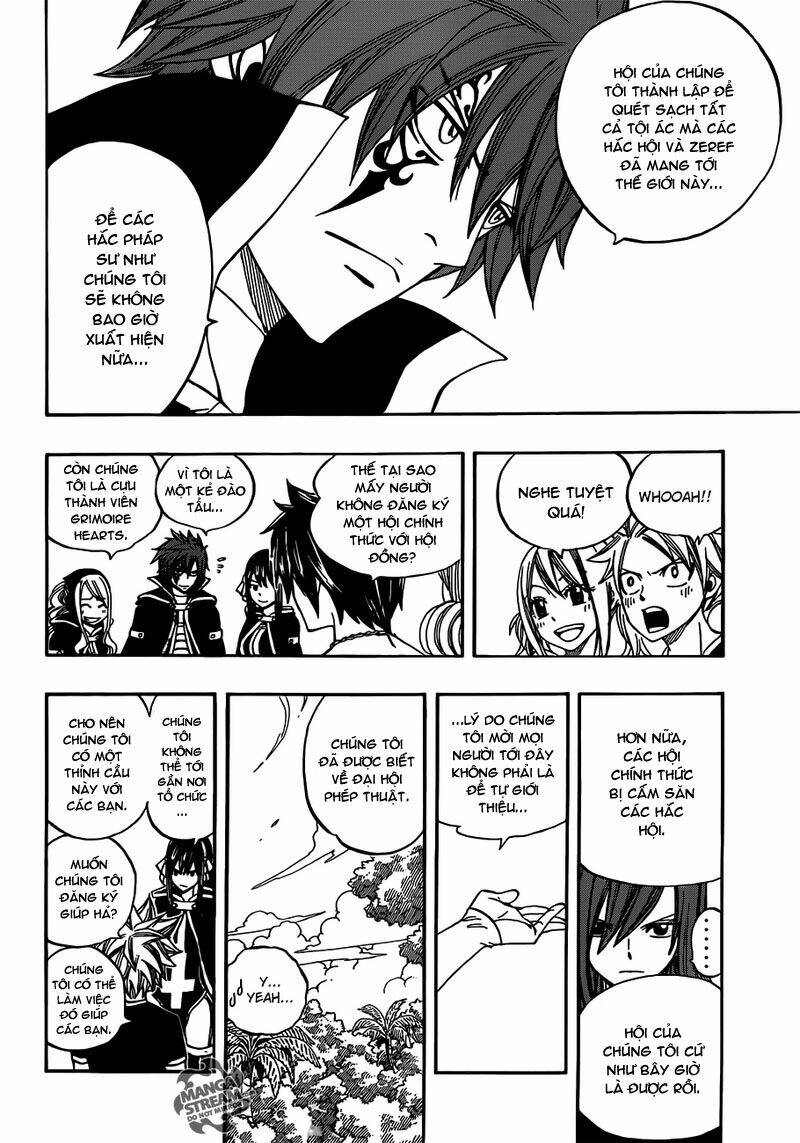 HỘI CỦA CHÚNG
TÔI THÀNH LẬP ĐỂ
QUÉT SẠCH TẤT
CẢ TỘI ÁC MÀ CÁC
HẮC HỘI VÀ ZEREF
ĐÃ MANG TỚI
THẾ GIỚI NÀY...
ĐỂ CÁC
HẮC PHÁP
SƯ NHƯ
CHÚNG TÔI
SẼ KHÔNG
BAO GIỜ
XUẤT HIỆN
NỮA...
WHOOAH!!
NGHE TUYỆT
QUÁ!
THẾ TẠI SAO
MẤY NGƯỜI
KHÔNG ĐĂNG KÝ
MỘT HỘI CHÍNH
THỨC VỚI HỘI
ĐỒNG?
VÌ TÔI LÀ
MỘT KẺ ĐÀO
TẨU...
CÒN CHÚNG
TÔI LÀ CỰU
THÀNH VIÊN
GRIMOIRE
HEARTS.
HƠN NỮA,
CÁC HỘI
CHÍNH THỨC
BỊ CẤM SĂN
CÁC HẮC
HỘI.
HỘI CỦA
CHÚNG TÔI CỨ
NHƯ BÂY GIỜ
LÀ ĐƯỢC RỒI.
...LÝ DO CHÚNG
TÔI MỜI MỌI
NGƯỜI TỚI ĐÂY
KHÔNG PHẢI LÀ
ĐỂ TỰ GIỚI
THIỆU...
CHÚNG TÔI
ĐÃ ĐƯỢC BIẾT
VỀ ĐẠI HỘI
PHÉP THUẬT.
Y...
YEAH...
CHÚNG
TÔI
KHÔNG
THỂ TỚI
GẦN NƠI
TỔ CHỨC
...
CHO NÊN
CHÚNG TÔI
CÓ MỘT
THỈNH CẦU
NÀY VỚI
CÁC BẠN.
MUỐN
CHÚNG TÔI
ĐĂNG KÝ
GIÚP HẢ?
CHÚNG
TÔI CÓ THỂ
LÀM VIỆC
ĐÓ GIÚP
CÁC BẠN.
MANGA
STREAM
DO NOT MIRROR